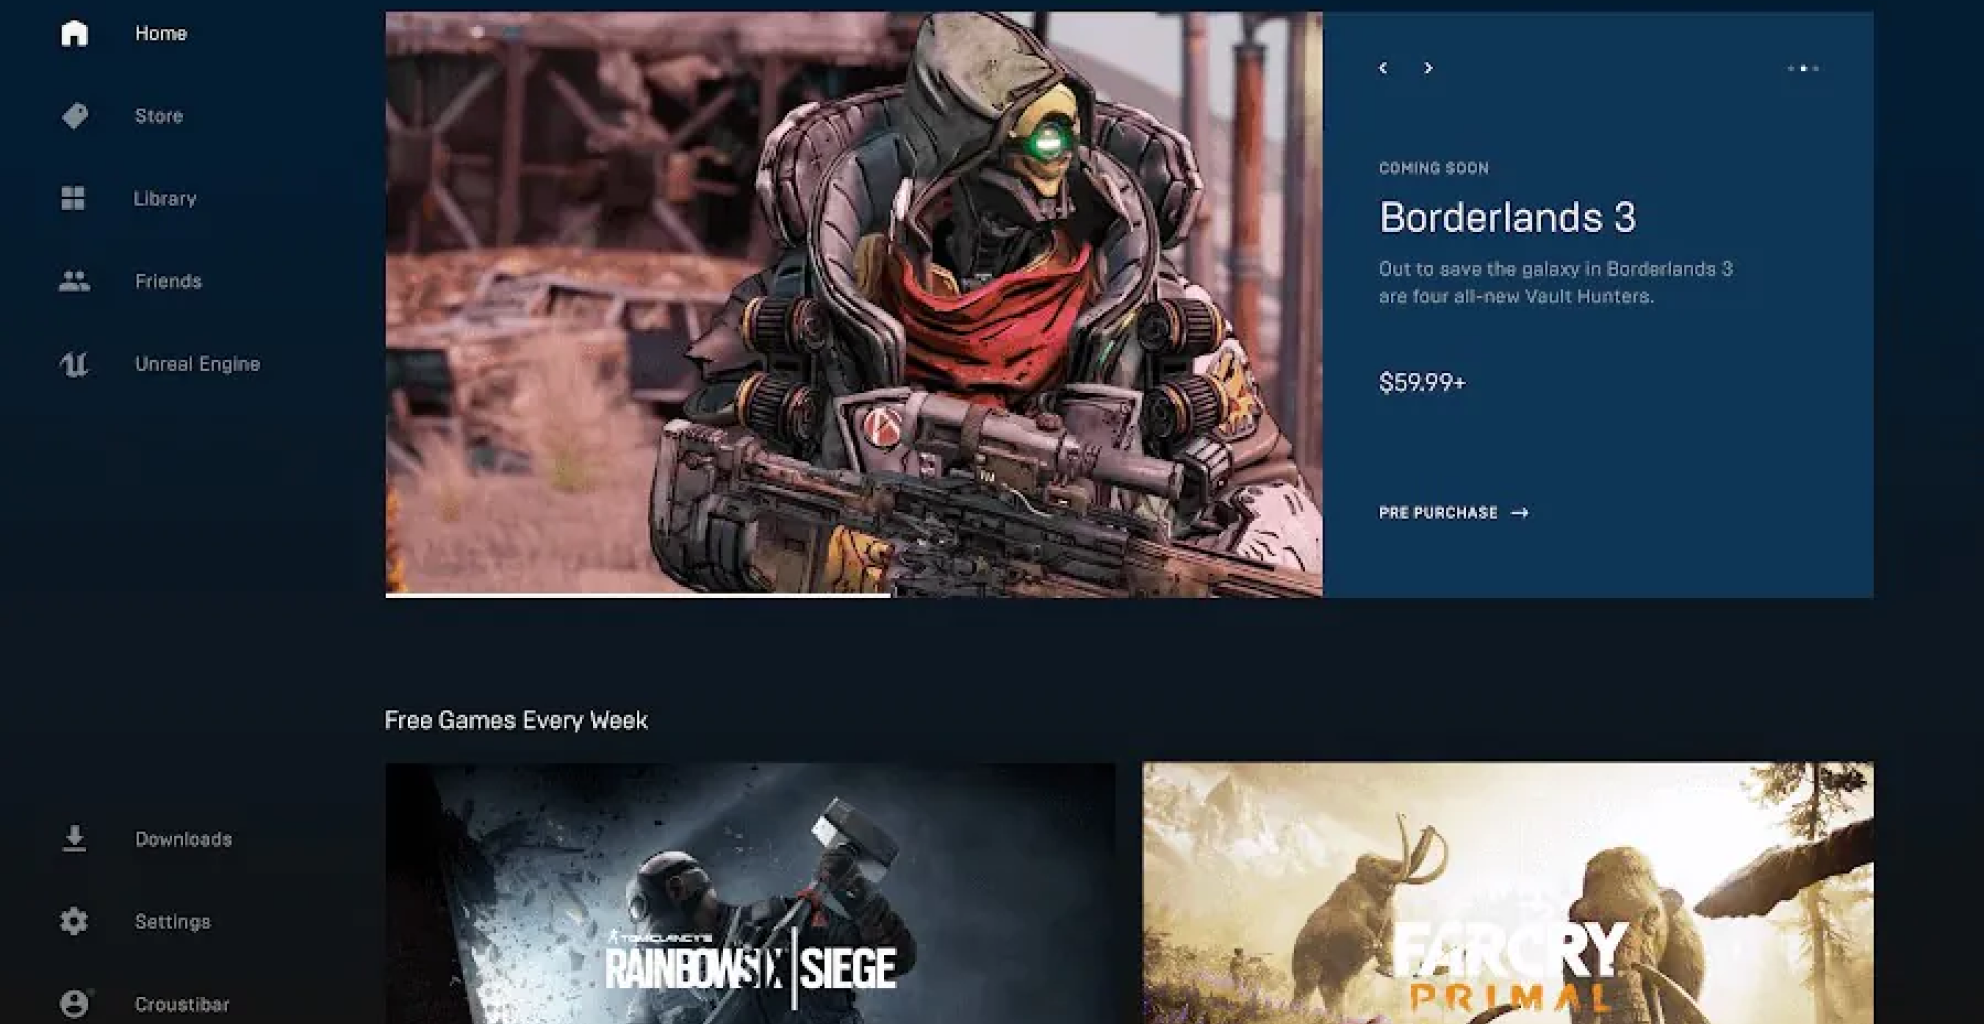 Home
Store
Library
Friends
Unreal Engine
COMING SOON
Borderlands 3
Out to save the galaxy in Borderlands 3
are four all-new Vault Hunters.
$59.99+
PRE PURCHASE →
Free Games Every Week
TOM CLANCY'S
RAINBOW SIX | SIEGE
FARCRY
PRIMAL
Downloads
Settings
Croustibar